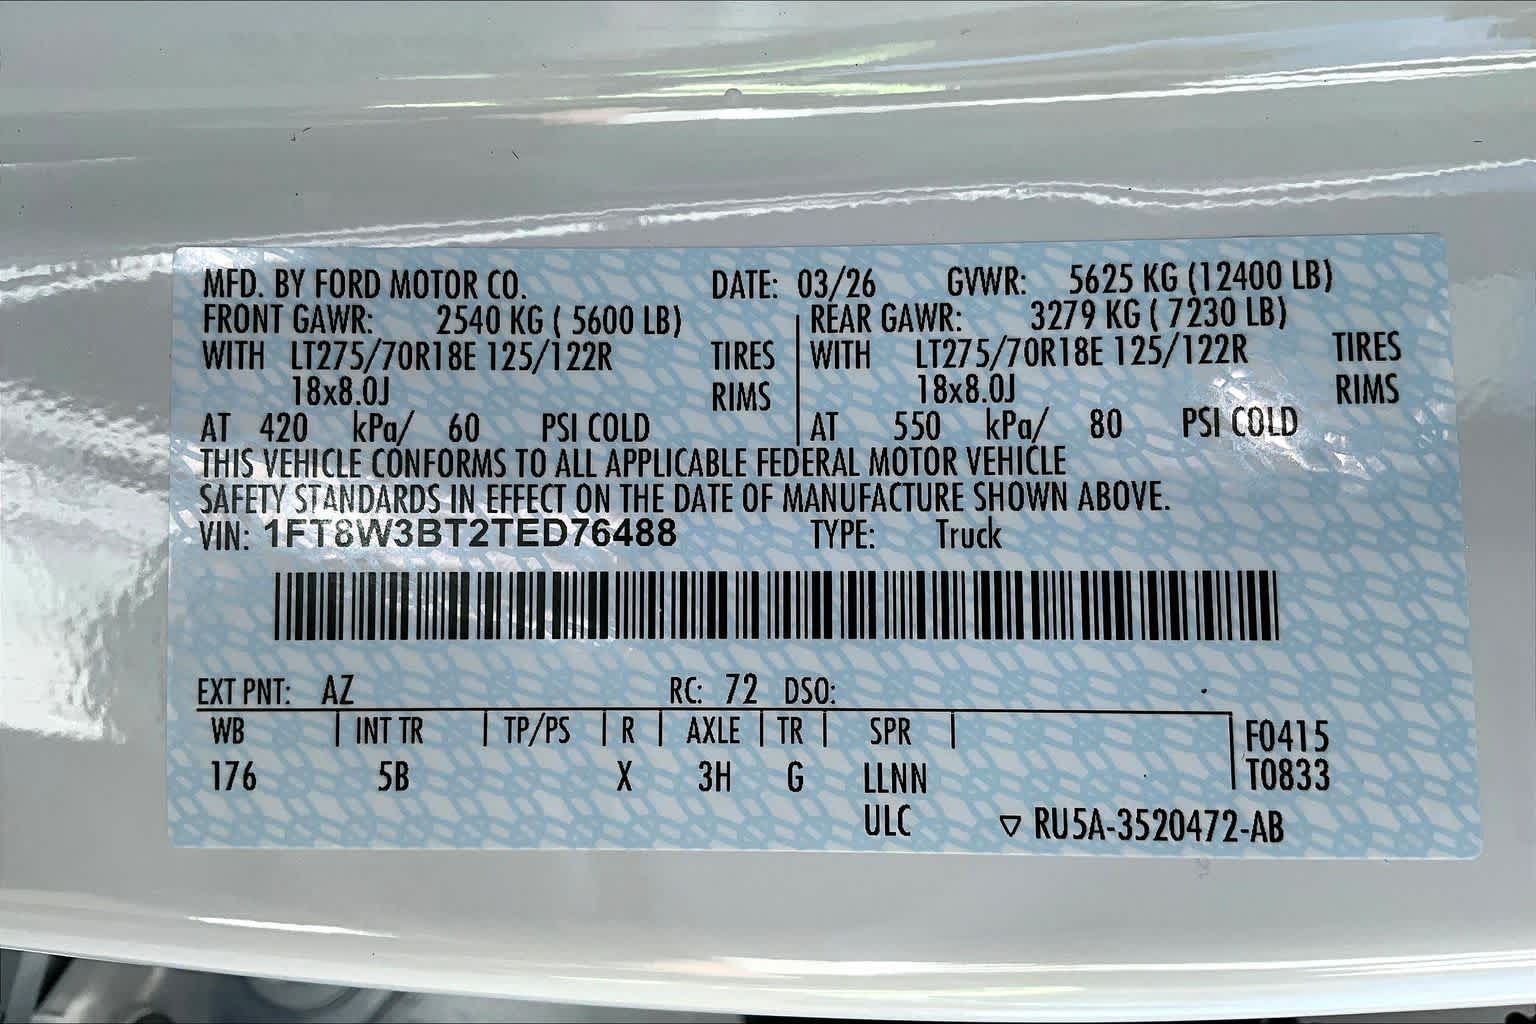 MFD. BY FORD MOTOR CO. DATE: 03/26 GVWR: 5625 KG (12400 LB)
FRONT GAWR: 2540 KG ( 5600 LB) REAR GAWR: 3279 KG ( 7230 LB)
WITH LT275/70R18E 125/122R TIRES WITH LT275/70R18E 125/122R TIRES
18x8.0J RIMS 18x8.0J RIMS
AT 420 kPa/ 60 PSI COLD AT 550 kPa/ 80 PSI COLD
THIS VEHICLE CONFORMS TO ALL APPLICABLE FEDERAL MOTOR VEHICLE
SAFETY STANDARDS IN EFFECT ON THE DATE OF MANUFACTURE SHOWN ABOVE.
VIN: 1FT8W3BT2TED76488 TYPE: Truck
EXT PNT: AZ RC: 72 DSO:
WB INT TR TP/PS R AXLE TR SPR F0415
176 5B X 3H G LLNN T0833
ULC ▽ RU5A-3520472-AB